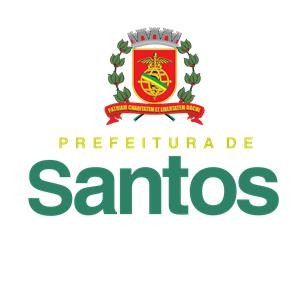 PATRIAM CHARITATEM ET LIBERTATEM DOCUI
PREFEITURA DE
Santos